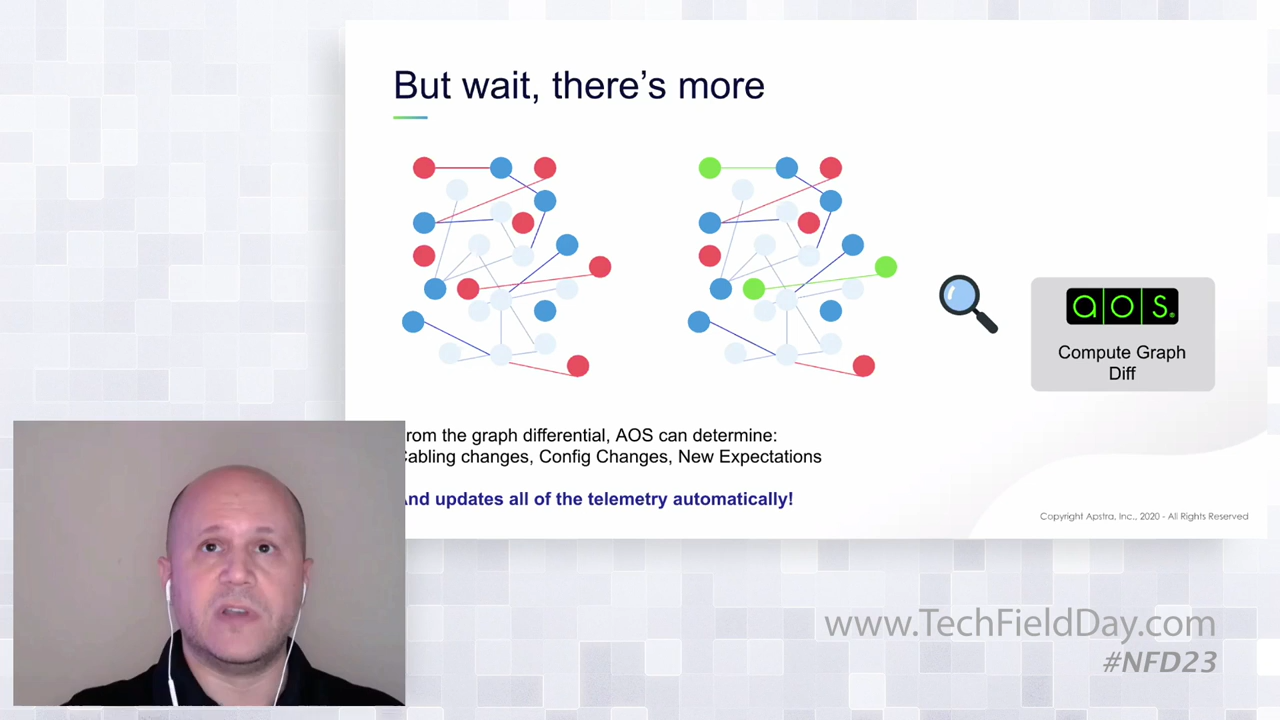 But wait, there's more
aos.
Compute Graph
Diff
rom the graph differential, AOS can determine:
abling changes, Config Changes, New Expectations
nd updates all of the telemetry automatically!
Copyright Apstra, Inc., 2020 - All Rights Reserved
www.TechFieldDay.com
#NFD23